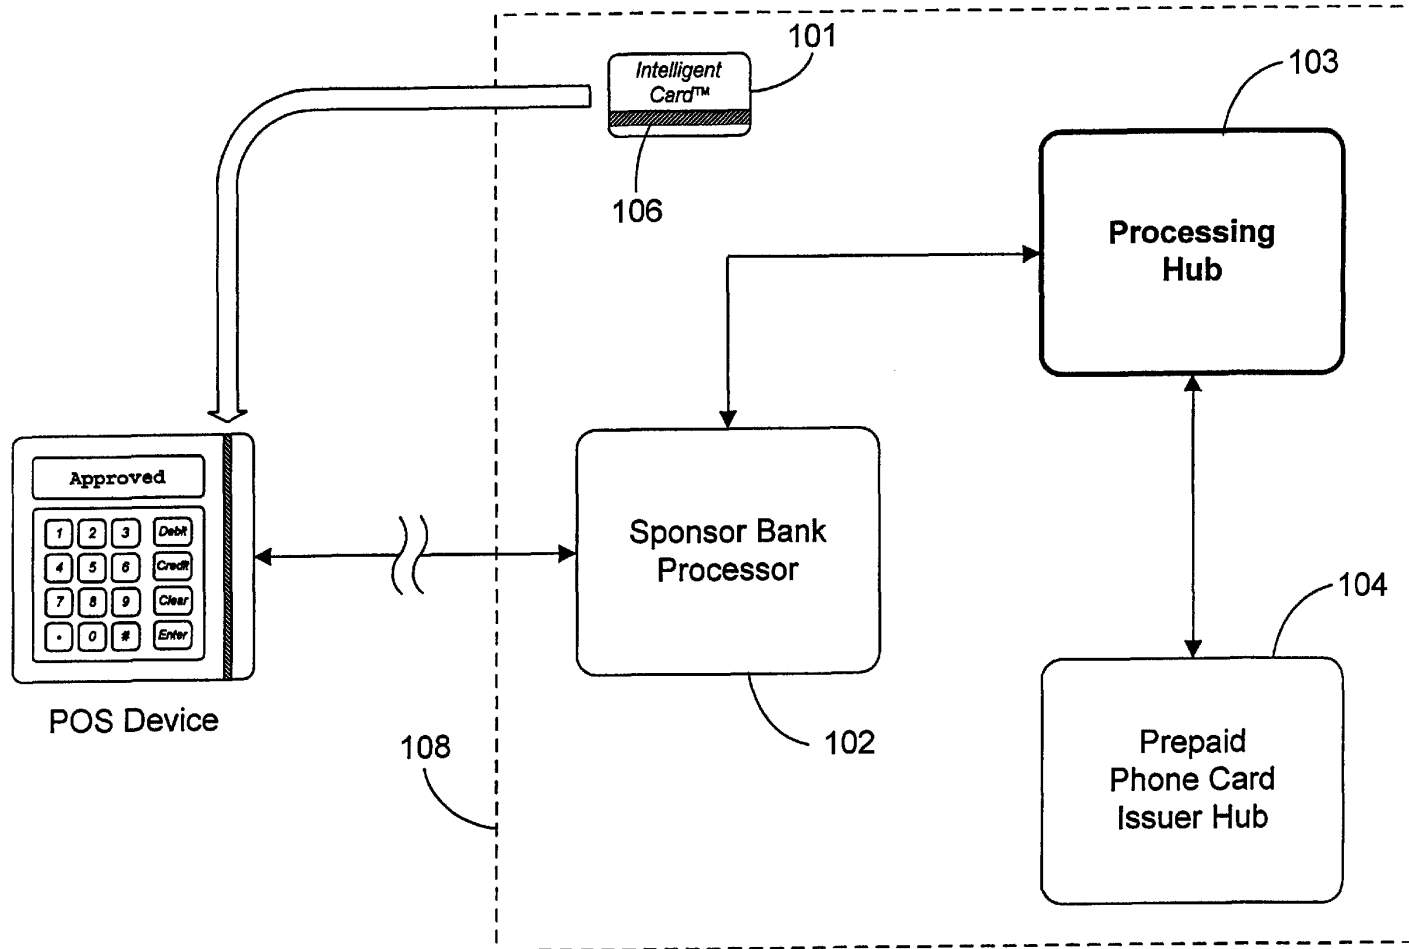 101
Intelligent
Card™
106
103
Processing
Hub
Approved
1 2 3 Debit
4 5 6 Credit
7 8 9 Clear
. 0 # Enter
POS Device
Sponsor Bank
Processor
102
108
104
Prepaid
Phone Card
Issuer Hub